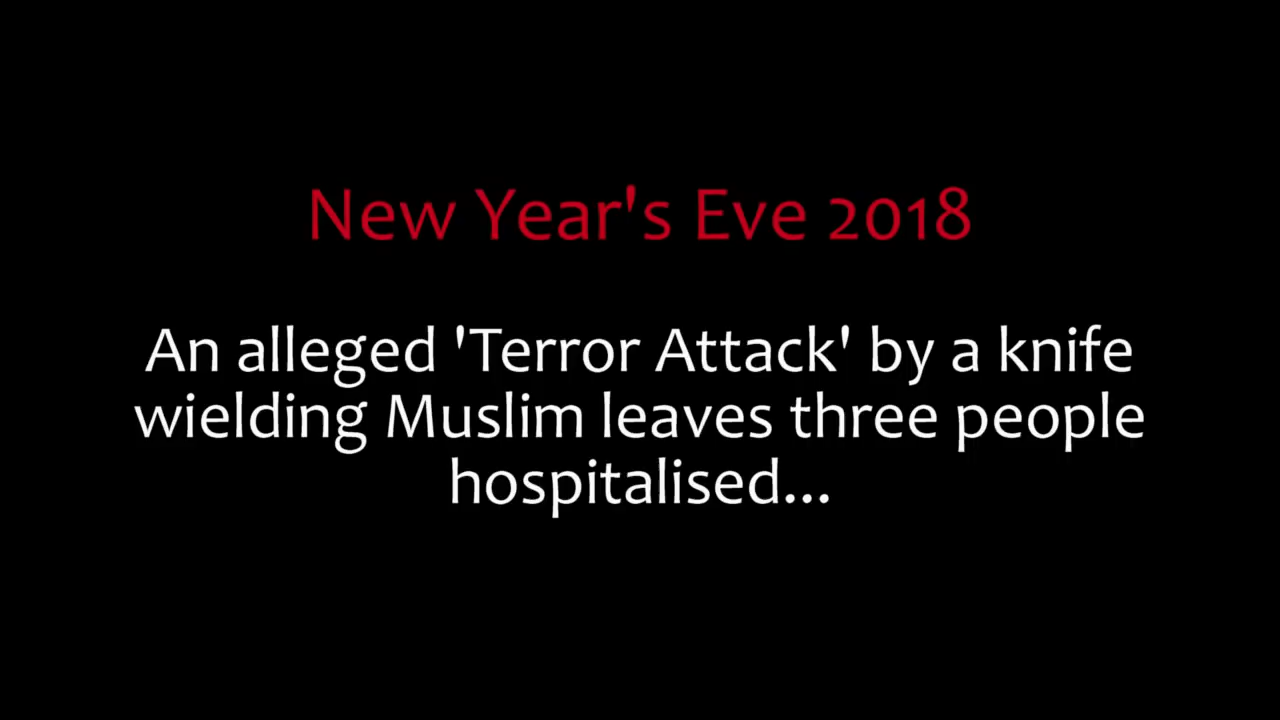 New Year's Eve 2018
An alleged 'Terror Attack' by a knife
wielding Muslim leaves three people
hospitalised...